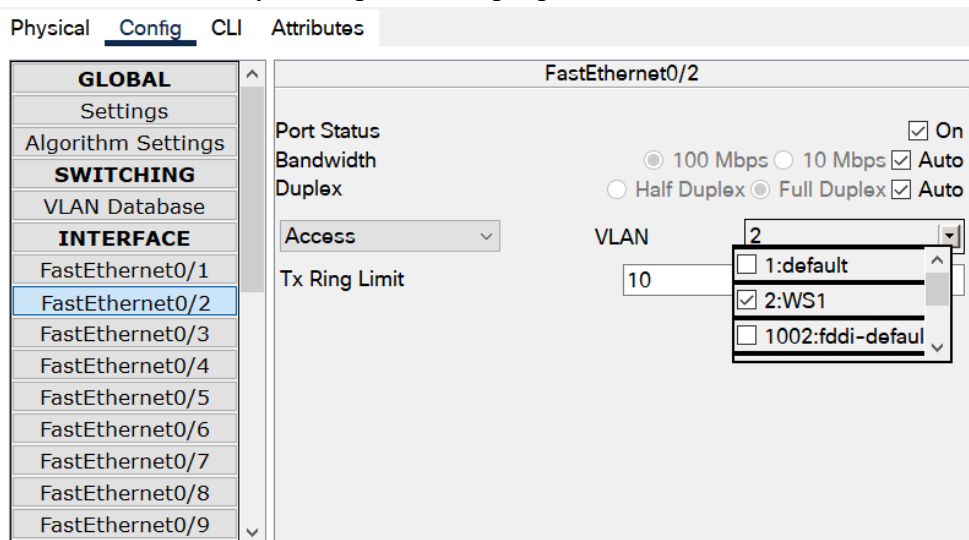 Physical Config CLI Attributes
GLOBAL
Settings
Algorithm Settings
SWITCHING
VLAN Database
INTERFACE
FastEthernet0/1
FastEthernet0/2
FastEthernet0/3
FastEthernet0/4
FastEthernet0/5
FastEthernet0/6
FastEthernet0/7
FastEthernet0/8
FastEthernet0/9
FastEthernet0/2
Port Status On
Bandwidth 100 Mbps 10 Mbps Auto
Duplex Half Duplex Full Duplex Auto
Access VLAN 2
Tx Ring Limit 10
1:default
2:WS1
1002:fddi-defaul